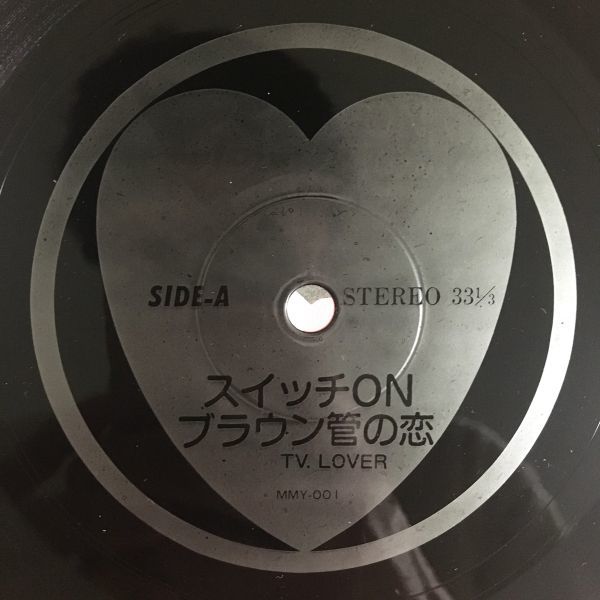 SIDE-A
STEREO 33⅓
スイッチON
ブラウン管の恋
TV. LOVER
MMY-001